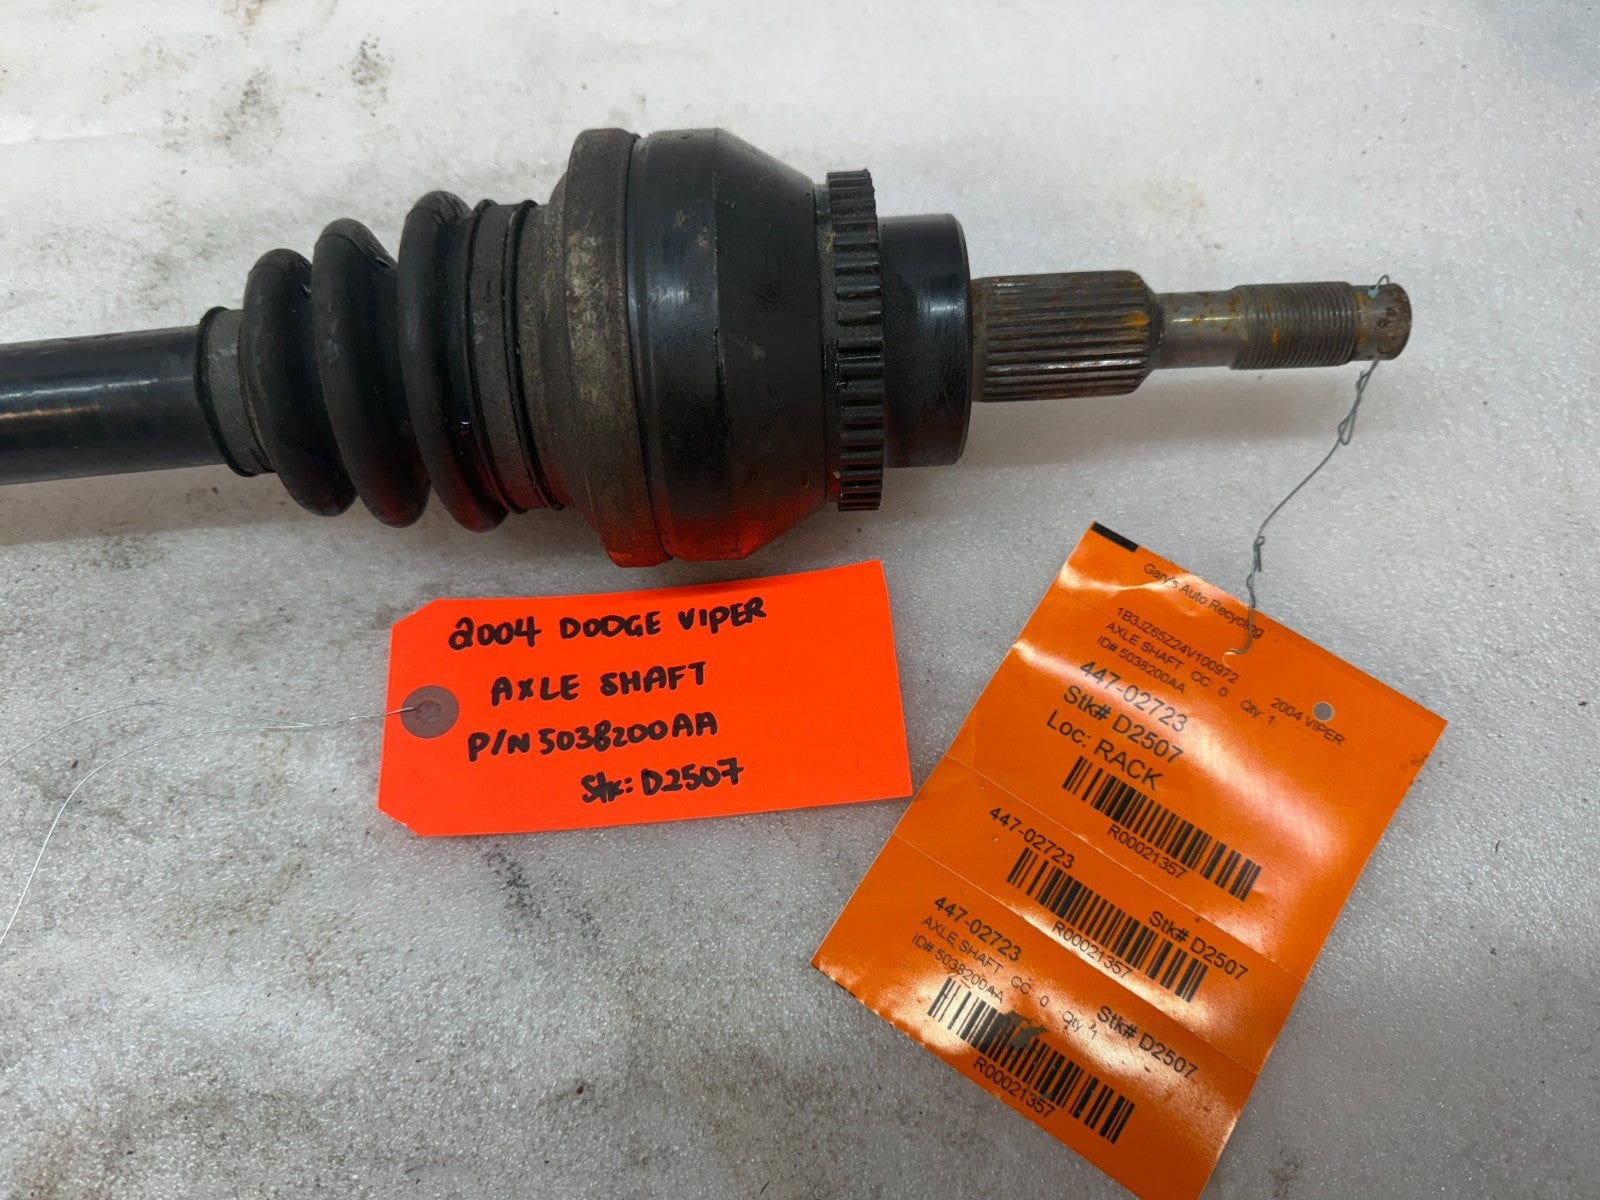 2004 DODGE VIPER
AXLE SHAFT
P/N 5038200AA
Stk: D2507
Gary's Auto Recycling
1B3JZ65Z24V100972 2004 VIPER
AXLE SHAFT CC: 0 Qty: 1
ID# 5038200AA
447-02723
Stk# D2507
Loc: RACK
R00021357
447-02723 Stk# D2507
R00021357
447-02723 Stk# D2507
AXLE SHAFT CC: 0 Qty: 1
ID# 5038200AA
R00021357